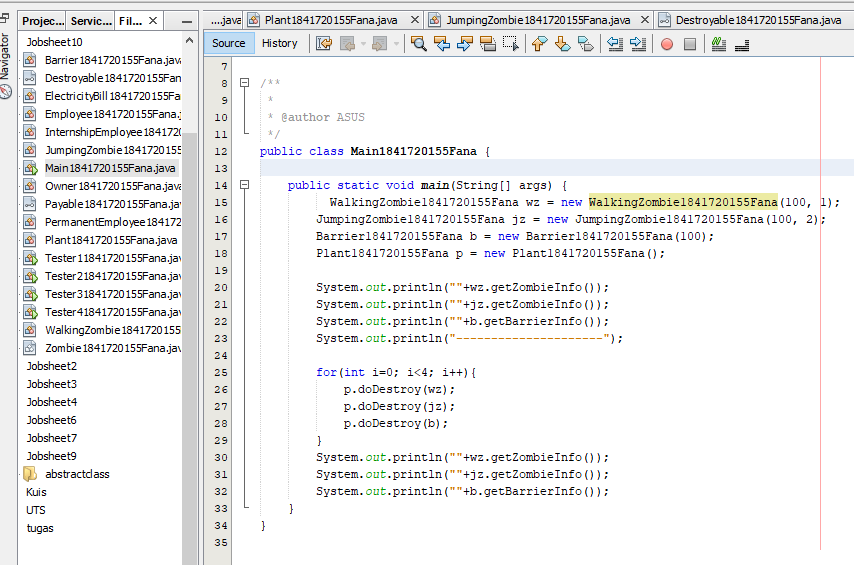 Projec...
Servic...
Fil...
Navigator
Jobsheet10
Barrier1841720155Fana.java
Destroyable1841720155Fana
ElectricityBill1841720155Fa
Employee1841720155Fana.j
InternshipEmployee184172(
JumpingZombie1841720155
Main1841720155Fana.java
Owner1841720155Fana.java
Payable1841720155Fana.jav
PermanentEmployee184172
Plant1841720155Fana.java
Tester11841720155Fana.jav
Tester21841720155Fana.jav
Tester31841720155Fana.jav
Tester41841720155Fana.jav
WalkingZombie1841720155
Zombie1841720155Fana.jav
Jobsheet2
Jobsheet3
Jobsheet4
Jobsheet6
Jobsheet7
Jobsheet9
abstractclass
Kuis
UTS
tugas
....java
Plant1841720155Fana.java
JumpingZombie1841720155Fana.java
Destroyable1841720155Fana.java
Source History
7
8 /**
9 *
10 * @author ASUS
11 */
12 public class Main1841720155Fana {
13
14 public static void main(String[] args) {
15 WalkingZombie1841720155Fana wz = new WalkingZombie1841720155Fana(100, 1);
16 JumpingZombie1841720155Fana jz = new JumpingZombie1841720155Fana(100, 2);
17 Barrier1841720155Fana b = new Barrier1841720155Fana(100);
18 Plant1841720155Fana p = new Plant1841720155Fana();
19
20 System.out.println(""+wz.getZombieInfo());
21 System.out.println(""+jz.getZombieInfo());
22 System.out.println(""+b.getBarrierInfo());
23 System.out.println("---------------------");
24
25 for(int i=0; i<4; i++){
26 p.doDestroy(wz);
27 p.doDestroy(jz);
28 p.doDestroy(b);
29 }
30 System.out.println(""+wz.getZombieInfo());
31 System.out.println(""+jz.getZombieInfo());
32 System.out.println(""+b.getBarrierInfo());
33 }
34 }
35